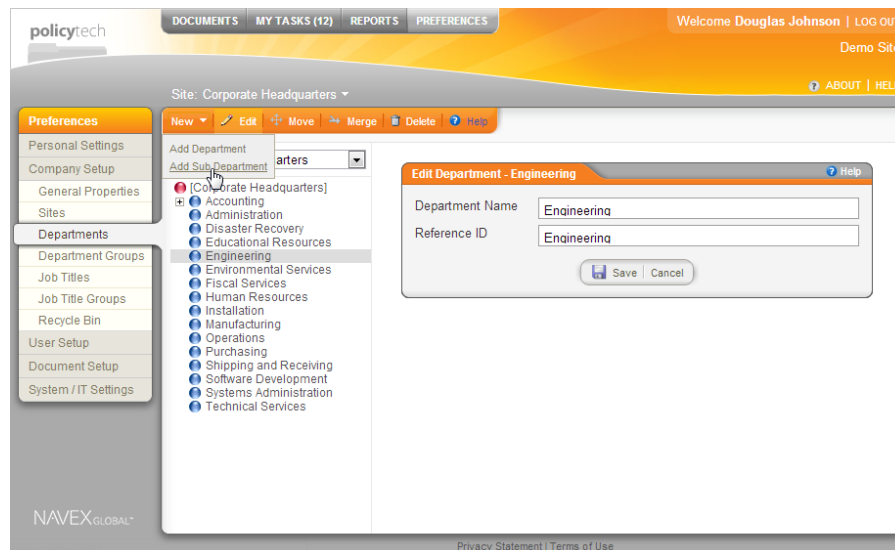 policytech
DOCUMENTS MY TASKS (12) REPORTS PREFERENCES
Welcome Douglas Johnson | LOG OUT
Demo Site
Site: Corporate Headquarters
ABOUT | HEL
Preferences
Personal Settings
Company Setup
General Properties
Sites
Departments
Department Groups
Job Titles
Job Title Groups
Recycle Bin
User Setup
Document Setup
System / IT Settings
New Edit Move Merge Delete Help
Add Department
Add Sub Department
arters
[Corporate Headquarters]
Accounting
Administration
Disaster Recovery
Educational Resources
Engineering
Environmental Services
Fiscal Services
Human Resources
Installation
Manufacturing
Operations
Purchasing
Shipping and Receiving
Software Development
Systems Administration
Technical Services
Edit Department - Engineering Help
Department Name Engineering
Reference ID Engineering
Save Cancel
NAVEX GLOBAL
Privacy Statement | Terms of Use